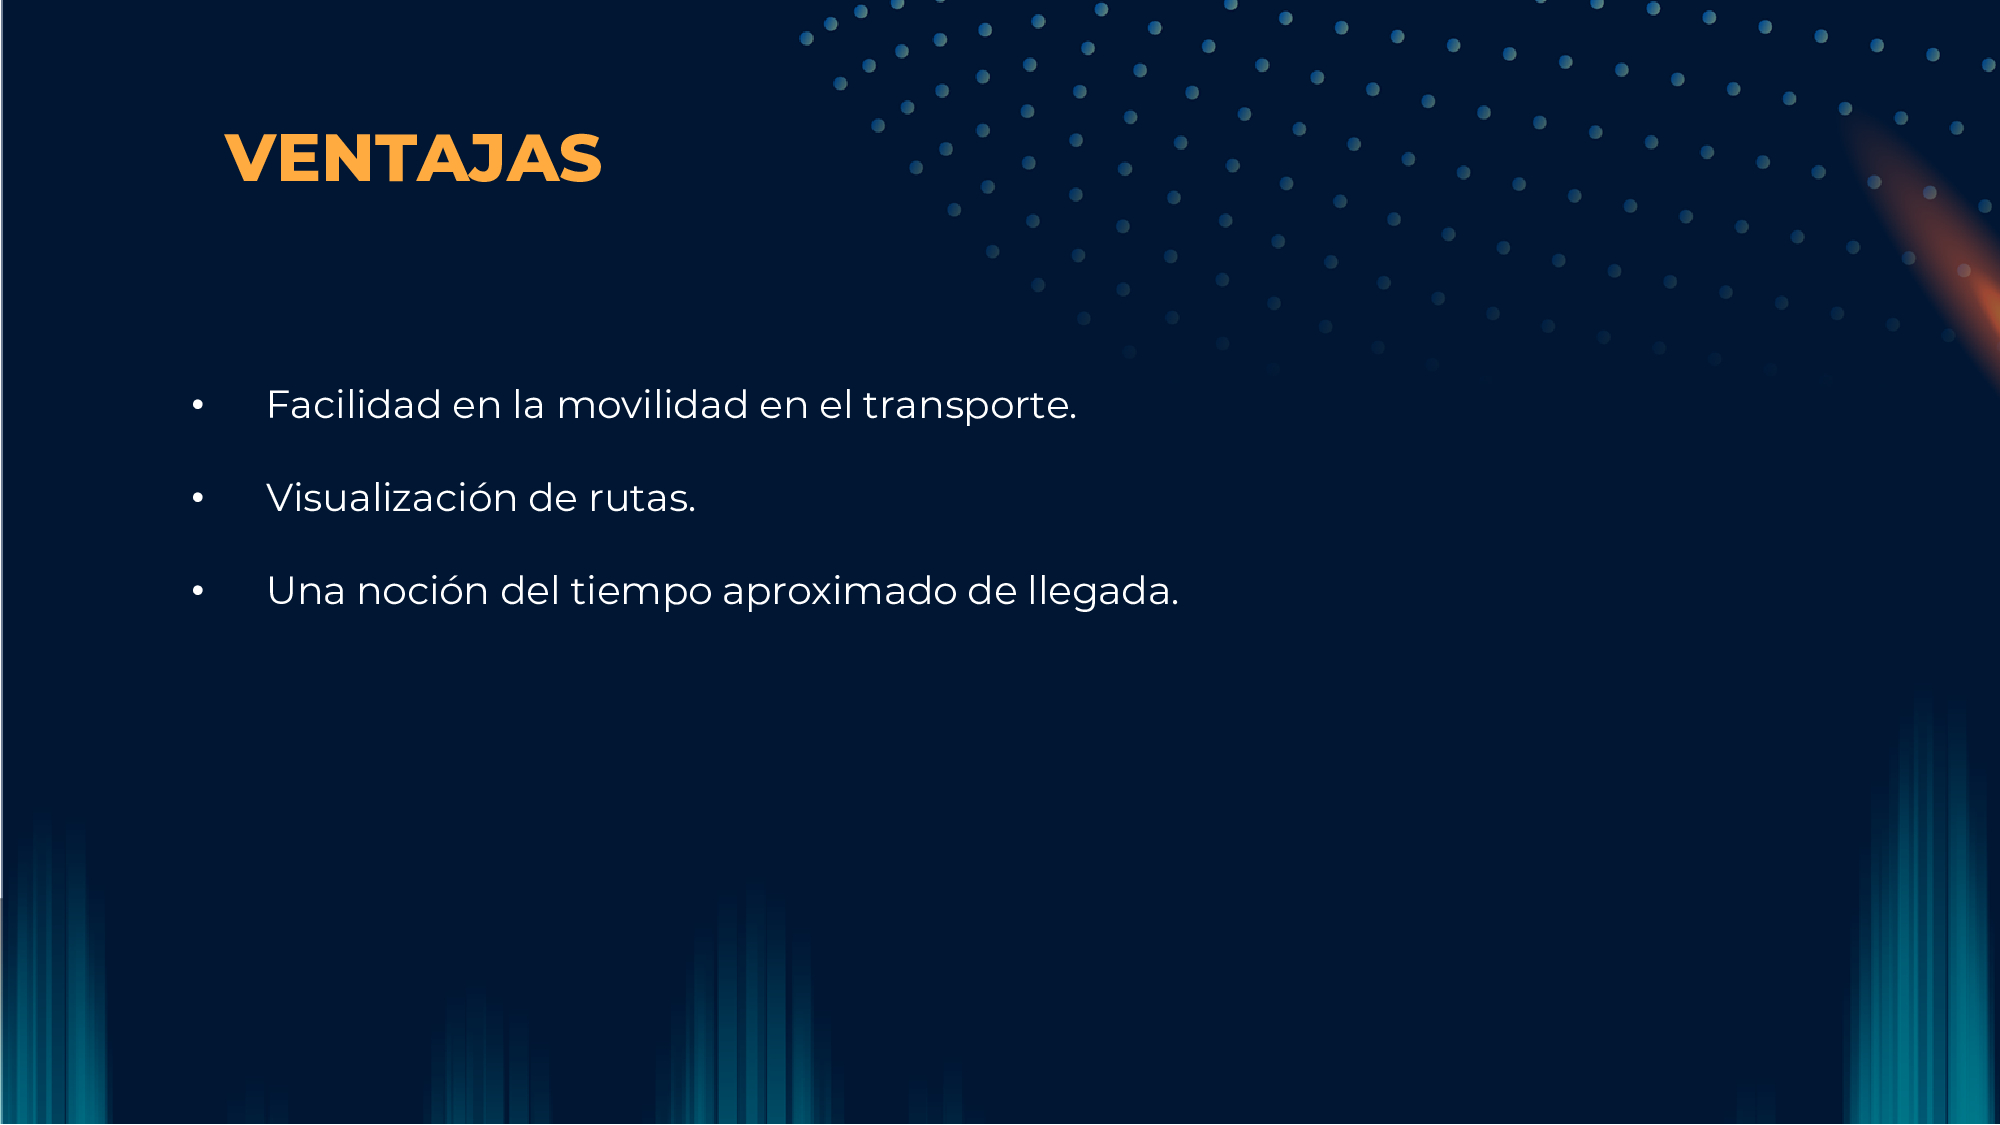 VENTAJAS
• Facilidad en la movilidad en el transporte.
• Visualización de rutas.
• Una noción del tiempo aproximado de llegada.